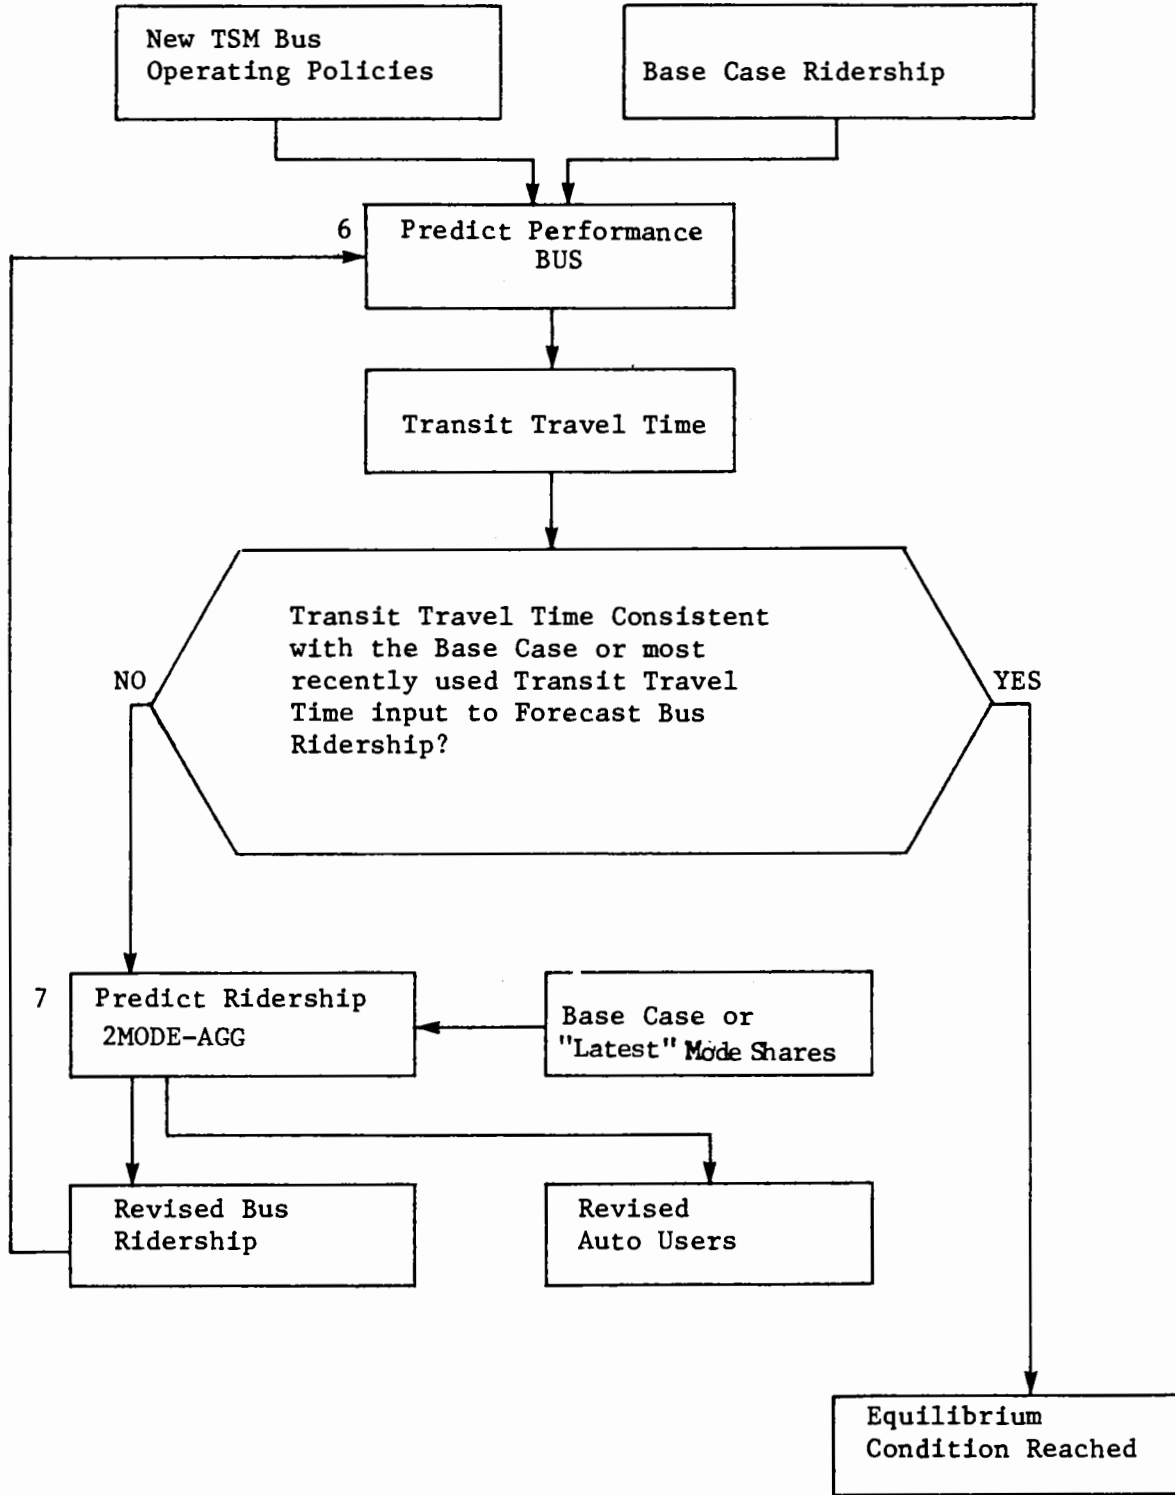 New TSM Bus
Operating Policies
Base Case Ridership
6
Predict Performance
BUS
Transit Travel Time
Transit Travel Time Consistent
with the Base Case or most
recently used Transit Travel
Time input to Forecast Bus
Ridership?
NO
YES
7
Predict Ridership
2MODE-AGG
Base Case or
"Latest" Mode Shares
Revised Bus
Ridership
Revised
Auto Users
Equilibrium
Condition Reached